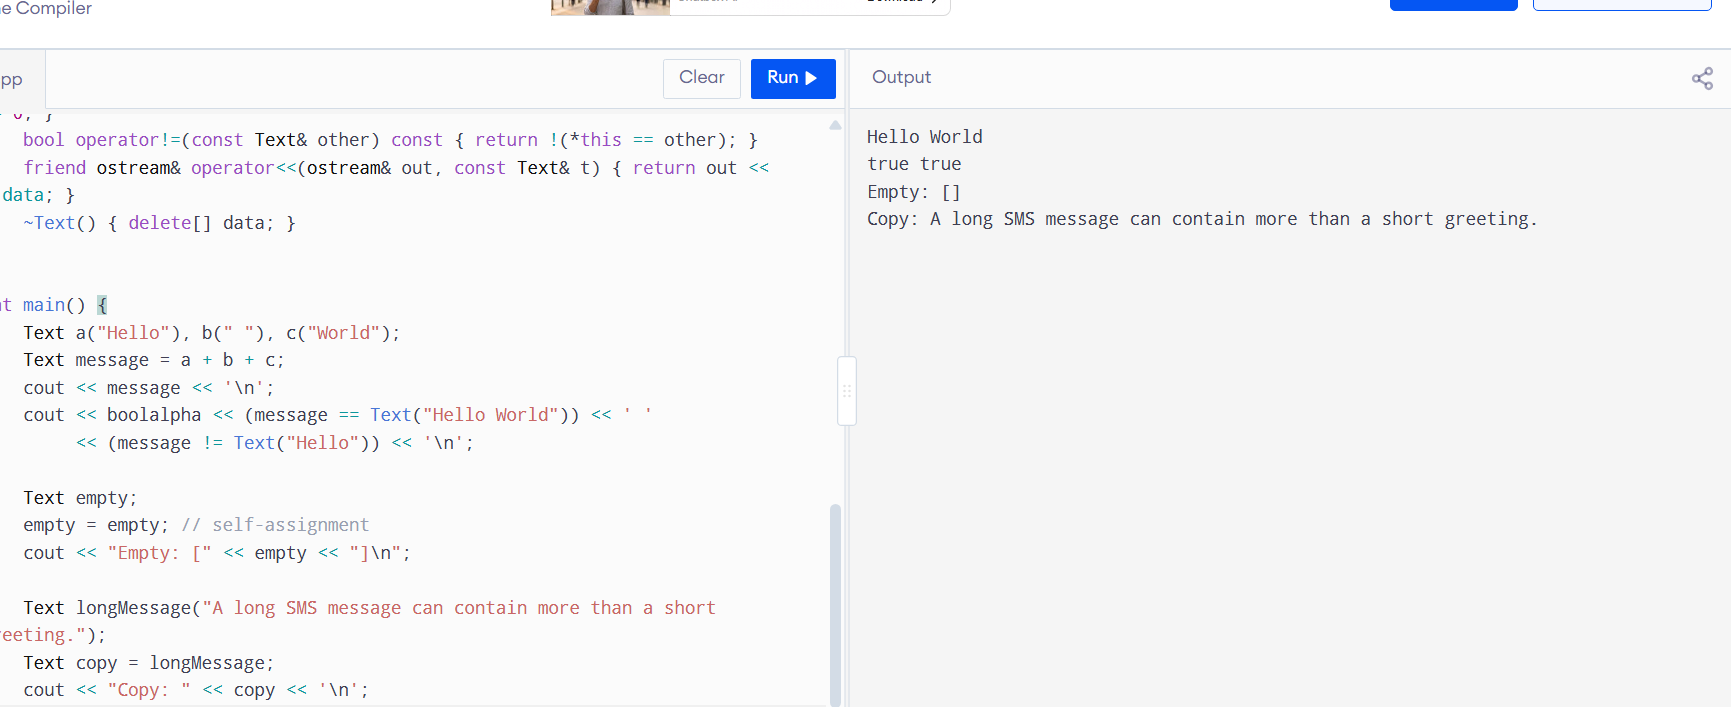 e Compiler
pp
Clear
Run
Output
0; }
bool operator!=(const Text& other) const { return !(*this == other); }
friend ostream& operator<<(ostream& out, const Text& t) { return out <<
data; }
~Text() { delete[] data; }
t main() {
Text a("Hello"), b(" "), c("World");
Text message = a + b + c;
cout << message << '\n';
cout << boolalpha << (message == Text("Hello World")) << ' '
<< (message != Text("Hello")) << '\n';
Text empty;
empty = empty; // self-assignment
cout << "Empty: [" << empty << "]\n";
Text longMessage("A long SMS message can contain more than a short
eeting.");
Text copy = longMessage;
cout << "Copy: " << copy << '\n';
Hello World
true true
Empty: []
Copy: A long SMS message can contain more than a short greeting.